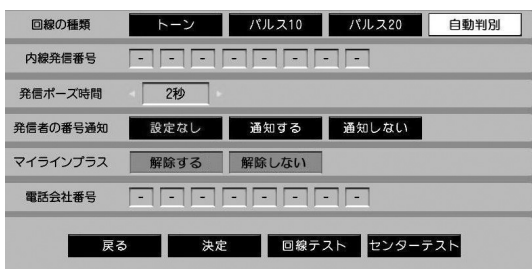 回線の種類 トーン パルス10 パルス20 自動判別
内線発信番号 - - - - - - - -
発信ポーズ時間 2秒
発信者の番号通知 設定なし 通知する 通知しない
マイラインプラス 解除する 解除しない
電話会社番号 - - - - - - - -
戻る 決定 回線テスト センターテスト